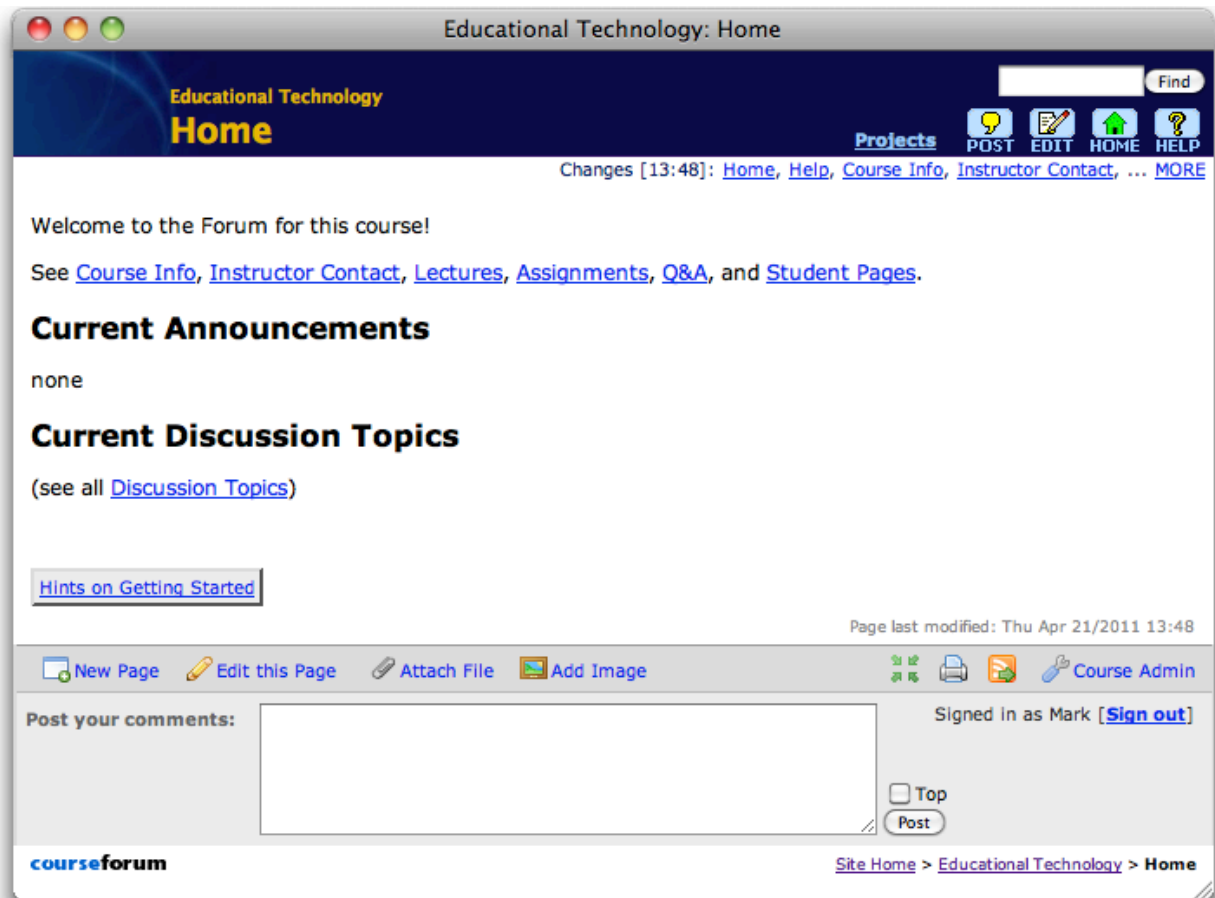 Educational Technology: Home
Educational Technology
Home
Find
Projects
POST EDIT HOME HELP
Changes [13:48]: Home, Help, Course Info, Instructor Contact, ... MORE
Welcome to the Forum for this course!
See Course Info, Instructor Contact, Lectures, Assignments, Q&A, and Student Pages.
Current Announcements
none
Current Discussion Topics
(see all Discussion Topics)
Hints on Getting Started
Page last modified: Thu Apr 21/2011 13:48
New Page Edit this Page Attach File Add Image Course Admin
Post your comments: Signed in as Mark [Sign out]
Top
Post
courseforum Site Home > Educational Technology > Home